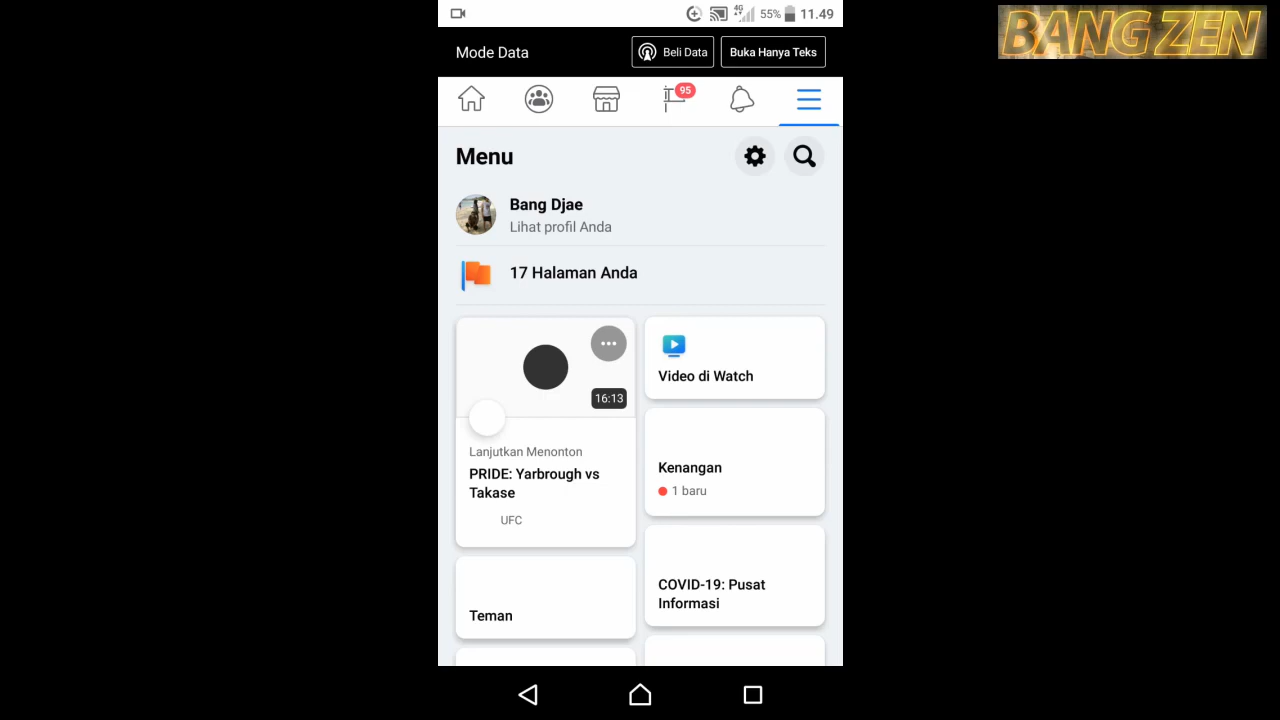 BANG ZEN
4G 55% 11.49
Mode Data
Beli Data
Buka Hanya Teks
95
Menu
Bang Djae
Lihat profil Anda
17 Halaman Anda
16:13
Lanjutkan Menonton
PRIDE: Yarbrough vs
Takase
UFC
Teman
Video di Watch
Kenangan
1 baru
COVID-19: Pusat
Informasi